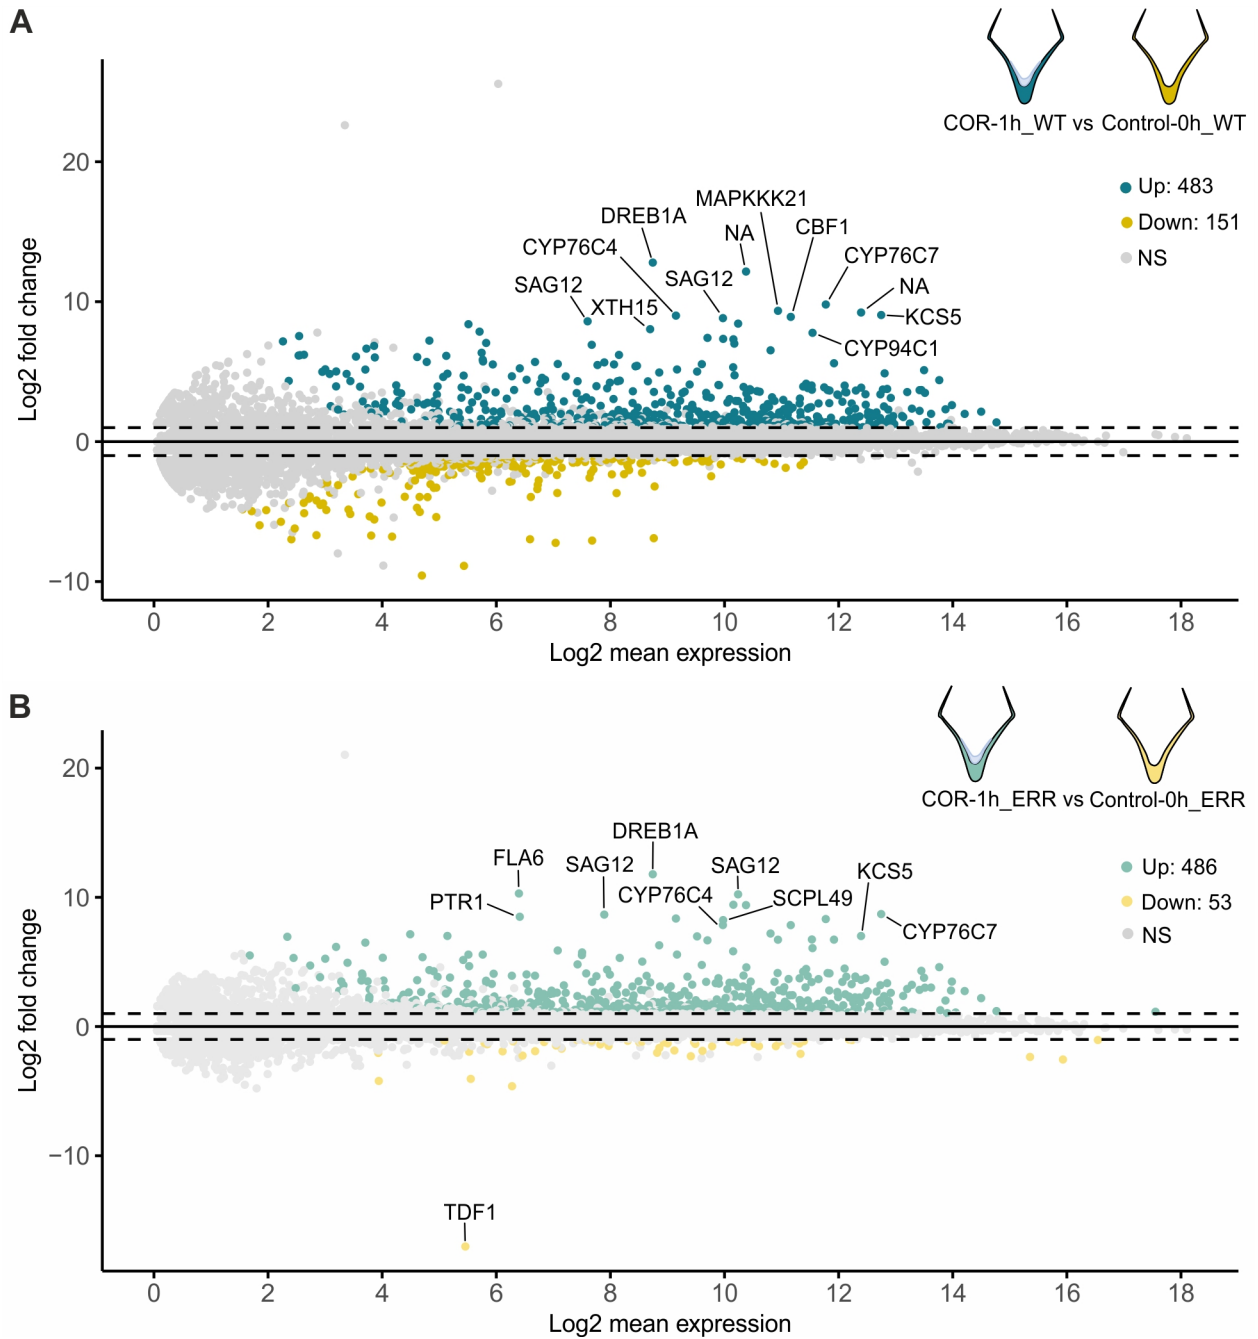 A
COR-1h_WT vs Control-0h_WT
Up: 483
Down: 151
NS
Log2 fold change
20
10
0
−10
MAPKKK21
DREB1A
CBF1
NA
CYP76C4
CYP76C7
SAG12
SAG12
NA
XTH15
KCS5
CYP94C1
0 2 4 6 8 10 12 14 16 18
Log2 mean expression
B
COR-1h_ERR vs Control-0h_ERR
Up: 486
Down: 53
NS
Log2 fold change
20
10
0
−10
DREB1A
FLA6
SAG12
SAG12
KCS5
PTR1
CYP76C4
SCPL49
CYP76C7
TDF1
0 2 4 6 8 10 12 14 16 18
Log2 mean expression